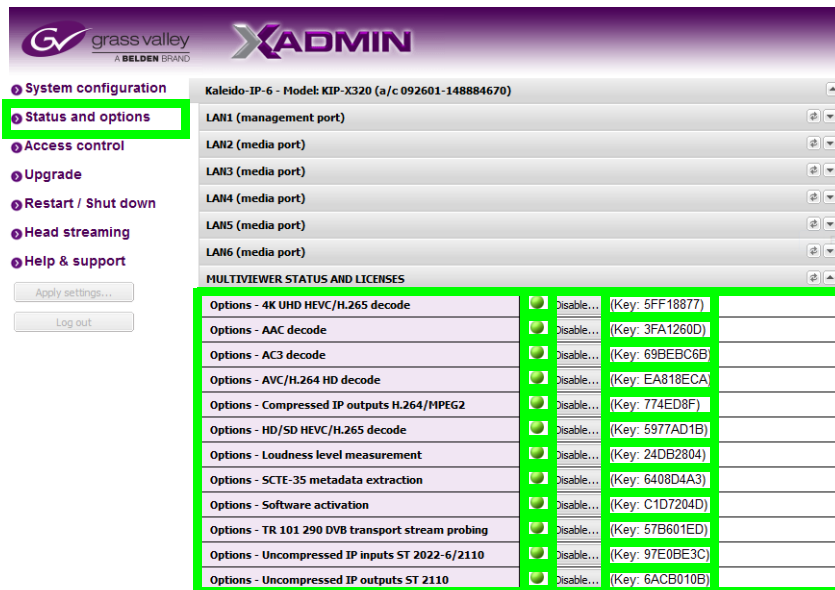 grass valley
A BELDEN BRAND
XADMIN
System configuration
Status and options
Access control
Upgrade
Restart / Shut down
Head streaming
Help & support
Apply settings...
Log out
Kaleido-IP-6 - Model: KIP-X320 (a/c 092601-148884670)
LAN1 (management port)
LAN2 (media port)
LAN3 (media port)
LAN4 (media port)
LAN5 (media port)
LAN6 (media port)
MULTIVIEWER STATUS AND LICENSES
Options - 4K UHD HEVC/H.265 decode Disable... (Key: 5FF18877)
Options - AAC decode Disable... (Key: 3FA1260D)
Options - AC3 decode Disable... (Key: 69BEBC6B)
Options - AVC/H.264 HD decode Disable... (Key: EA818ECA)
Options - Compressed IP outputs H.264/MPEG2 Disable... (Key: 774ED8F)
Options - HD/SD HEVC/H.265 decode Disable... (Key: 5977AD1B)
Options - Loudness level measurement Disable... (Key: 24DB2804)
Options - SCTE-35 metadata extraction Disable... (Key: 6408D4A3)
Options - Software activation Disable... (Key: C1D7204D)
Options - TR 101 290 DVB transport stream probing Disable... (Key: 57B601ED)
Options - Uncompressed IP inputs ST 2022-6/2110 Disable... (Key: 97E0BE3C)
Options - Uncompressed IP outputs ST 2110 Disable... (Key: 6ACB010B)